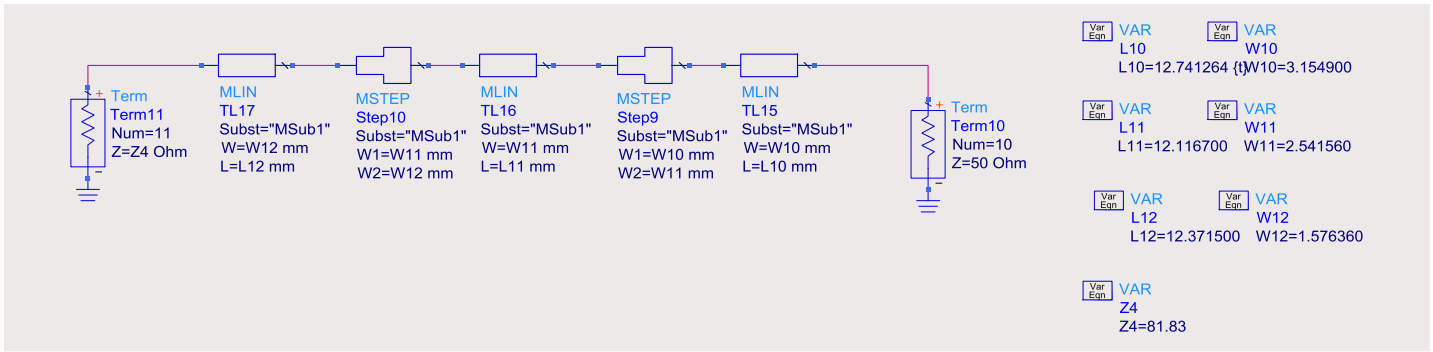 +
Term
Term11
Num=11
Z=Z4 Ohm
–
MLIN
TL17
Subst="MSub1"
W=W12 mm
L=L12 mm
MSTEP
Step10
Subst="MSub1"
W1=W11 mm
W2=W12 mm
MLIN
TL16
Subst="MSub1"
W=W11 mm
L=L11 mm
MSTEP
Step9
Subst="MSub1"
W1=W10 mm
W2=W11 mm
MLIN
TL15
Subst="MSub1"
W=W10 mm
L=L10 mm
+
Term
Term10
Num=10
Z=50 Ohm
–
Var
Eqn
VAR
L10
L10=12.741264 {t}
Var
Eqn
VAR
W10
W10=3.154900
Var
Eqn
VAR
L11
L11=12.116700
Var
Eqn
VAR
W11
W11=2.541560
Var
Eqn
VAR
L12
L12=12.371500
Var
Eqn
VAR
W12
W12=1.576360
Var
Eqn
VAR
Z4
Z4=81.83